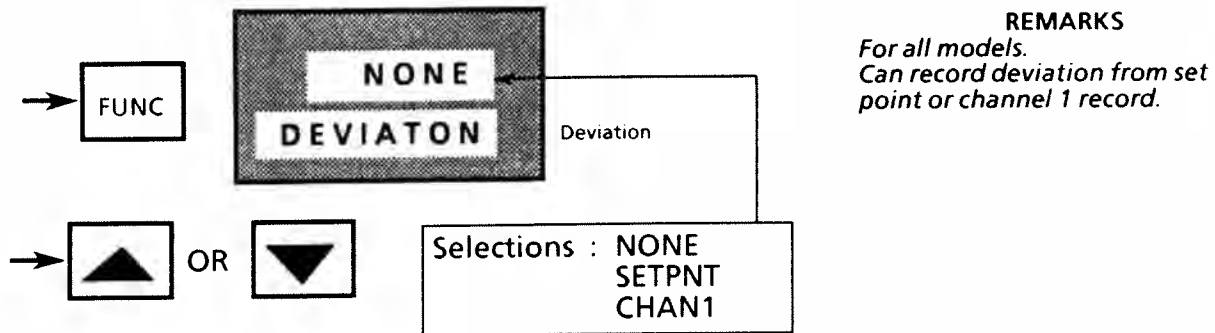 REMARKS
For all models.
Can record deviation from set
point or channel 1 record.
FUNC
NONE
DEVIATON
Deviation
OR
Selections : NONE
SETPNT
CHAN1